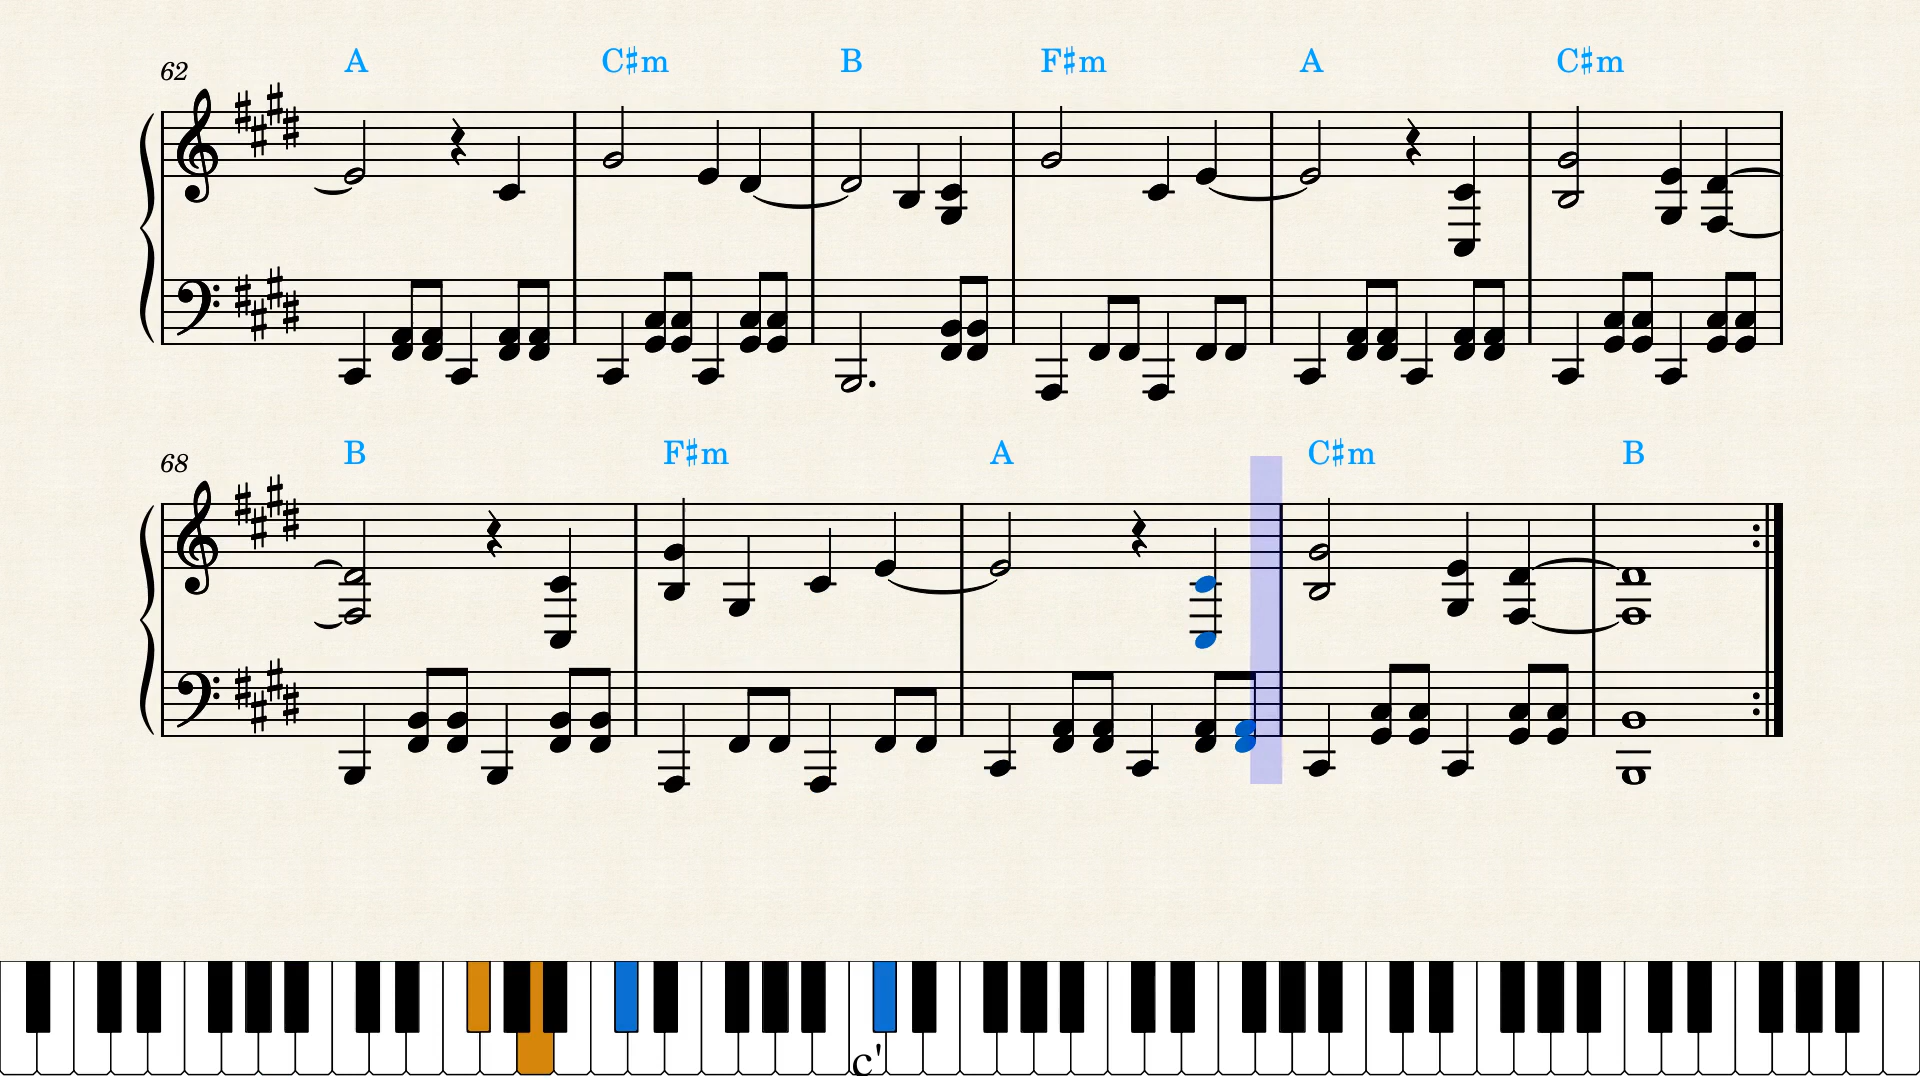 62 A C♯m B F♯m A C♯m
68 B F♯m A C♯m B
c'